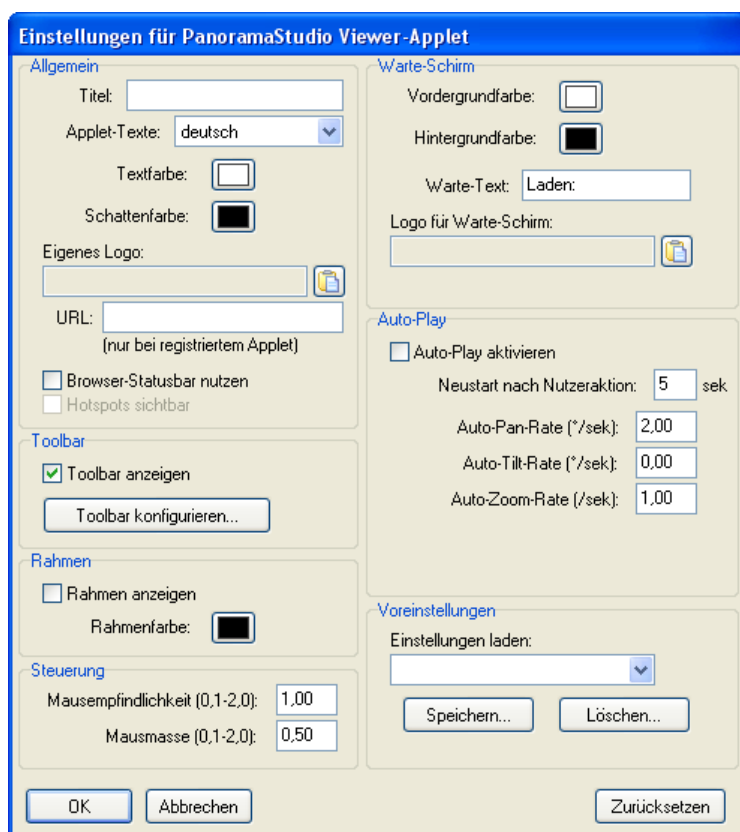 Einstellungen für PanoramaStudio Viewer-Applet
Allgemein
Titel:
Applet-Texte: deutsch
Textfarbe:
Schattenfarbe:
Eigenes Logo:
URL:
(nur bei registriertem Applet)
Browser-Statusbar nutzen
Hotspots sichtbar
Toolbar
Toolbar anzeigen
Toolbar konfigurieren...
Rahmen
Rahmen anzeigen
Rahmenfarbe:
Steuerung
Mausempfindlichkeit (0,1-2,0): 1,00
Mausmasse (0,1-2,0): 0,50
Warte-Schirm
Vordergrundfarbe:
Hintergrundfarbe:
Warte-Text: Laden:
Logo für Warte-Schirm:
Auto-Play
Auto-Play aktivieren
Neustart nach Nutzeraktion: 5 sek
Auto-Pan-Rate (°/sek): 2,00
Auto-Tilt-Rate (°/sek): 0,00
Auto-Zoom-Rate (/sek): 1,00
Voreinstellungen
Einstellungen laden:
Speichern... Löschen...
OK Abbrechen Zurücksetzen